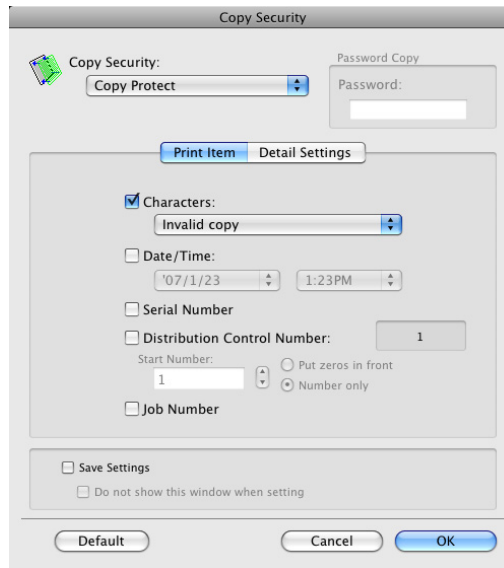 Copy Security
Copy Security:
Copy Protect
Password Copy
Password:
Print Item
Detail Settings
Characters:
Invalid copy
Date/Time:
'07/1/23
1:23PM
Serial Number
Distribution Control Number:
1
Start Number:
1
Put zeros in front
Number only
Job Number
Save Settings
Do not show this window when setting
Default
Cancel
OK